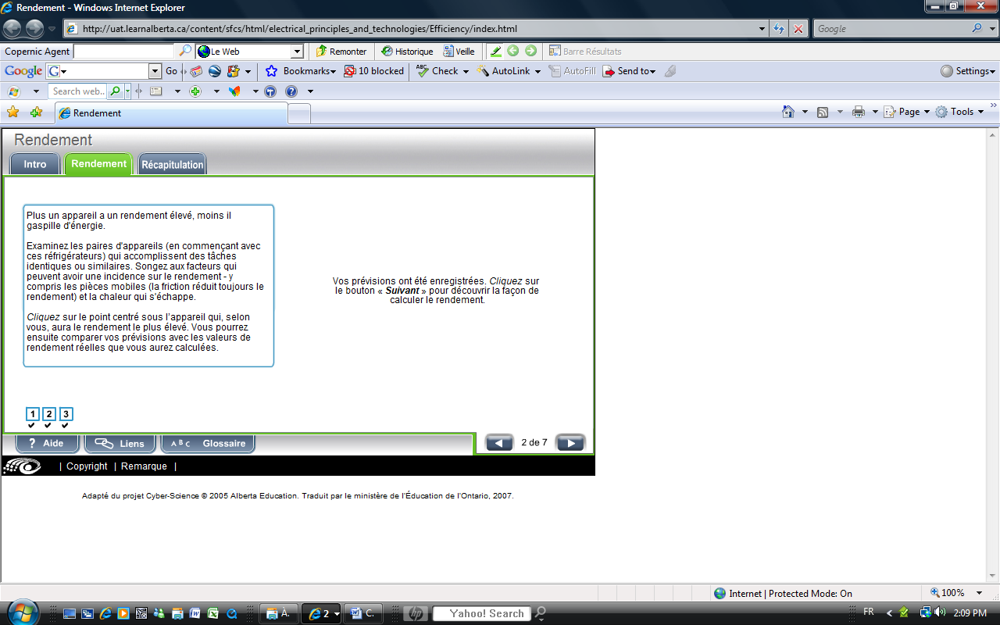 Rendement - Windows Internet Explorer
http://uat.learnalberta.ca/content/sfcs/html/electrical_principles_and_technologies/Efficiency/index.html
Google
Copernic Agent Le Web Remonter Historique Veille Barre Résultats
Google G Go Bookmarks 10 blocked ABC Check AutoLink AutoFill Send to Settings
Search web..
Rendement
Page Tools
Rendement
Intro Rendement Récapitulation
Plus un appareil a un rendement élevé, moins il
gaspille d'énergie.
Examinez les paires d'appareils (en commençant avec
ces réfrigérateurs) qui accomplissent des tâches
identiques ou similaires. Songez aux facteurs qui
peuvent avoir une incidence sur le rendement - y
compris les pièces mobiles (la friction réduit toujours le
rendement) et la chaleur qui s'échappe.
Cliquez sur le point centré sous l'appareil qui, selon
vous, aura le rendement le plus élevé. Vous pourrez
ensuite comparer vos prévisions avec les valeurs de
rendement réelles que vous aurez calculées.
Vos prévisions ont été enregistrées. Cliquez sur
le bouton « Suivant » pour découvrir la façon de
calculer le rendement.
1 2 3
? Aide Liens A B C Glossaire
2 de 7
| Copyright | Remarque |
Adapté du projet Cyber-Science © 2005 Alberta Education. Traduit par le ministère de l'Éducation de l'Ontario, 2007.
Internet | Protected Mode: On 100%
À. 2 C. hp Yahoo! Search FR 2:09 PM